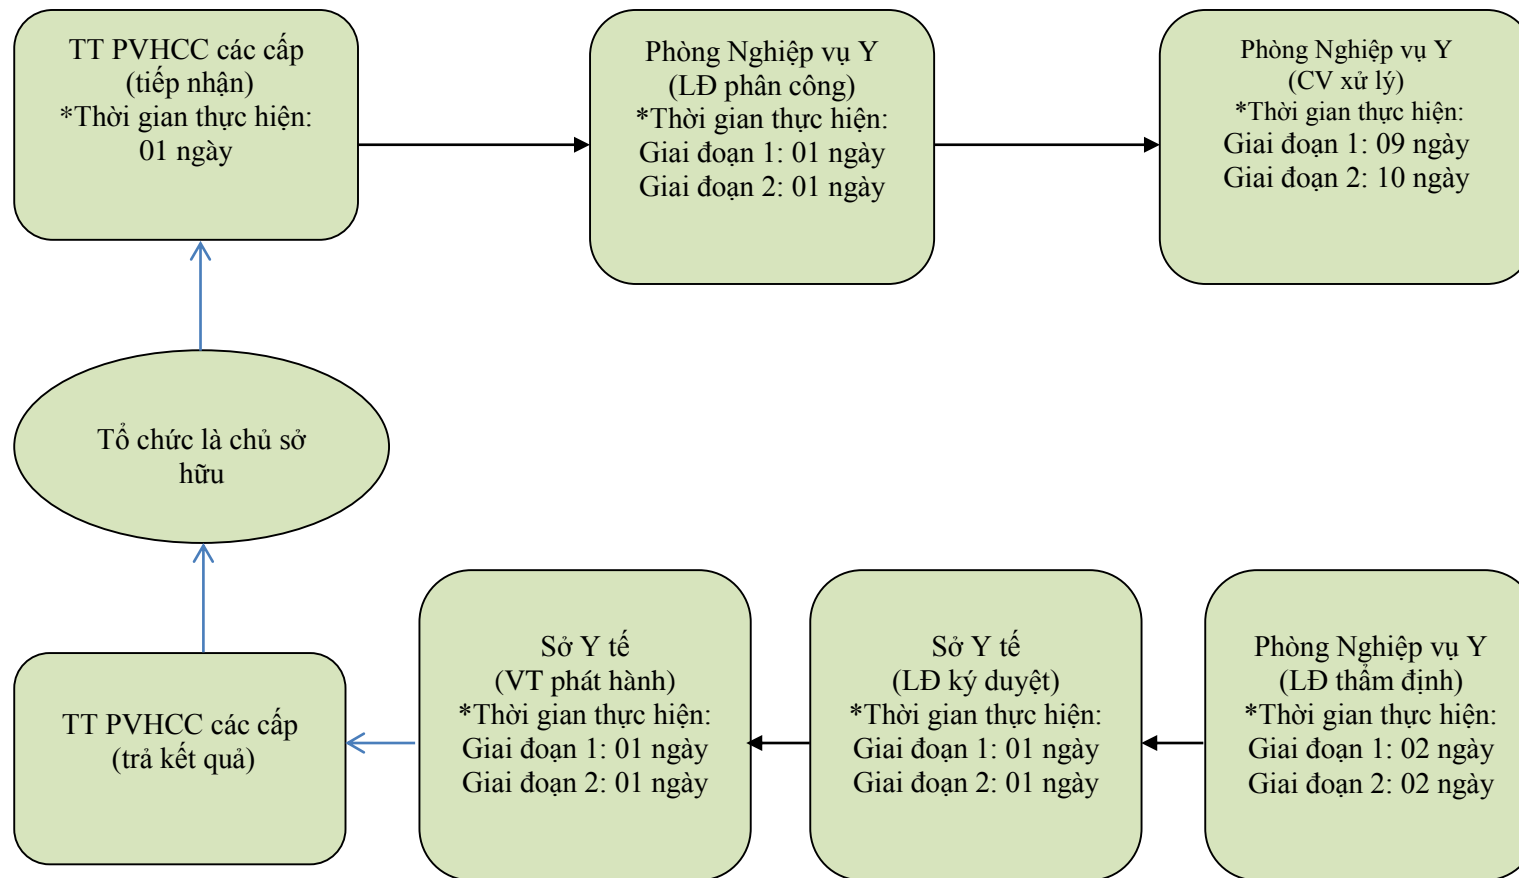 TT PVHCC các cấp
(tiếp nhận)
*Thời gian thực hiện:
01 ngày
Phòng Nghiệp vụ Y
(LĐ phân công)
*Thời gian thực hiện:
Giai đoạn 1: 01 ngày
Giai đoạn 2: 01 ngày
Phòng Nghiệp vụ Y
(CV xử lý)
*Thời gian thực hiện:
Giai đoạn 1: 09 ngày
Giai đoạn 2: 10 ngày
Tổ chức là chủ sở
hữu
TT PVHCC các cấp
(trả kết quả)
Sở Y tế
(VT phát hành)
*Thời gian thực hiện:
Giai đoạn 1: 01 ngày
Giai đoạn 2: 01 ngày
Sở Y tế
(LĐ ký duyệt)
*Thời gian thực hiện:
Giai đoạn 1: 01 ngày
Giai đoạn 2: 01 ngày
Phòng Nghiệp vụ Y
(LĐ thẩm định)
*Thời gian thực hiện:
Giai đoạn 1: 02 ngày
Giai đoạn 2: 02 ngày